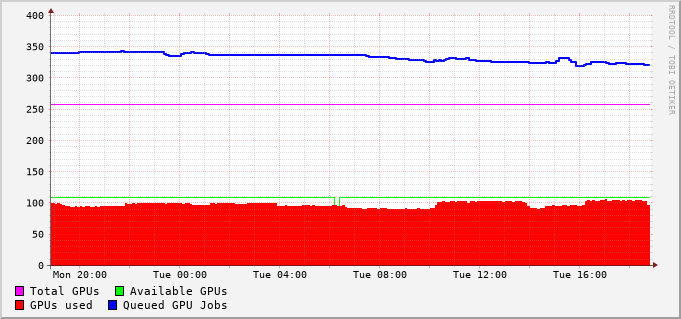 400
350
300
250
200
150
100
50
0
Mon 20:00 Tue 00:00 Tue 04:00 Tue 08:00 Tue 12:00 Tue 16:00
Total GPUs Available GPUs
GPUs used Queued GPU Jobs
RRDTOOL / TOBI OETIKER